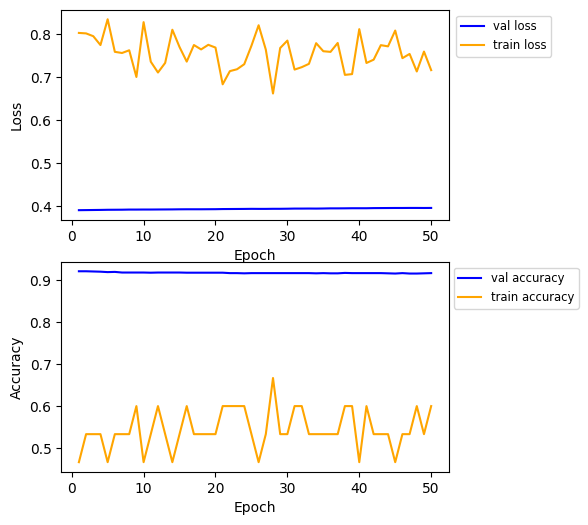 0.8
0.7
0.6
0.5
0.4
Loss
0 10 20 30 40 50
Epoch
val loss
train loss
0.9
0.8
0.7
0.6
0.5
Accuracy
0 10 20 30 40 50
Epoch
val accuracy
train accuracy